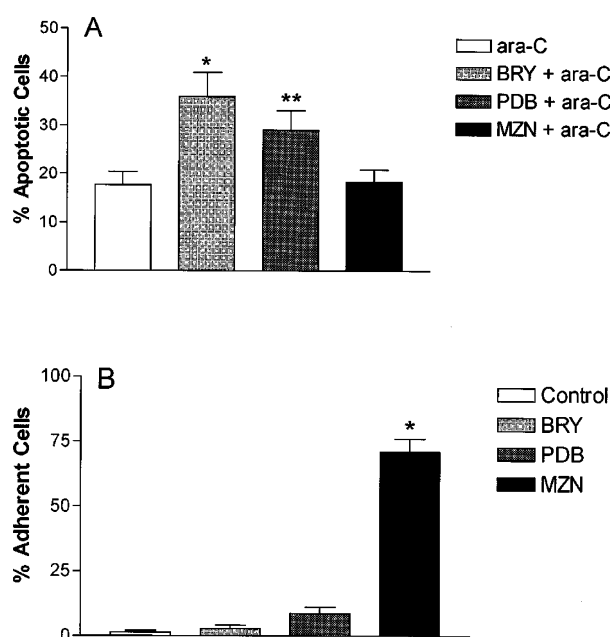 A
50
40
30
20
10
0
% Apoptotic Cells
*
**
ara-C
BRY + ara-C
PDB + ara-C
MZN + ara-C
B
100
75
50
25
0
% Adherent Cells
*
Control
BRY
PDB
MZN